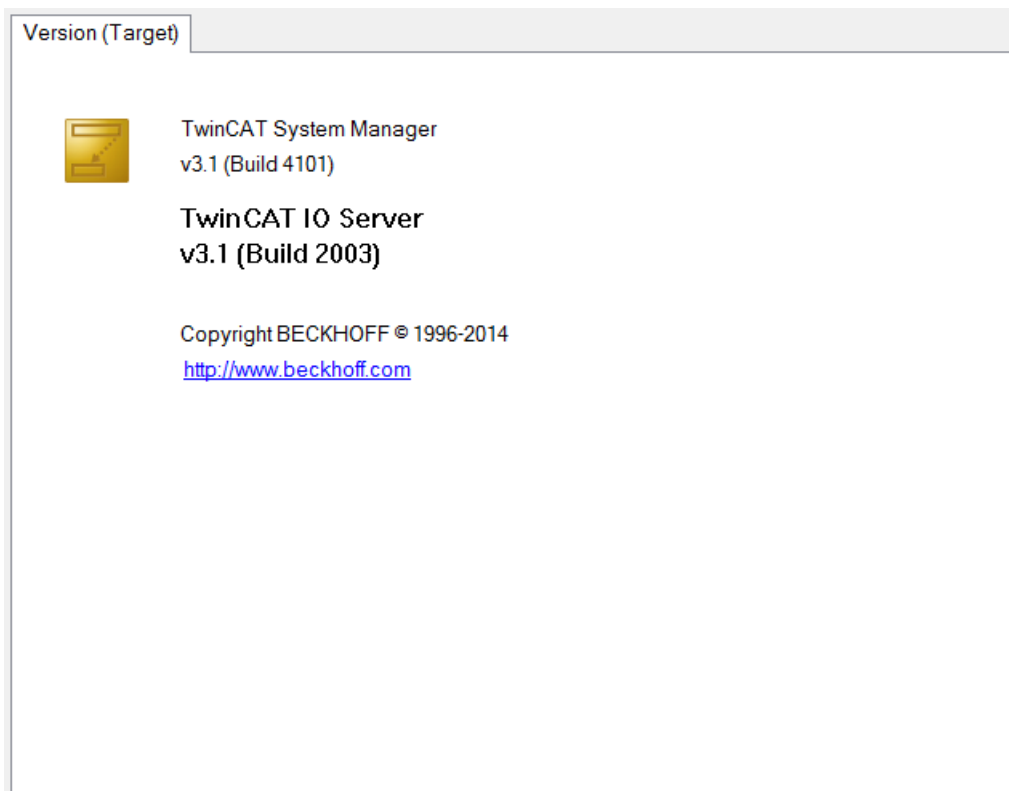 Version (Target)
TwinCAT System Manager
v3.1 (Build 4101)
TwinCAT IO Server
v3.1 (Build 2003)
Copyright BECKHOFF © 1996-2014
http://www.beckhoff.com